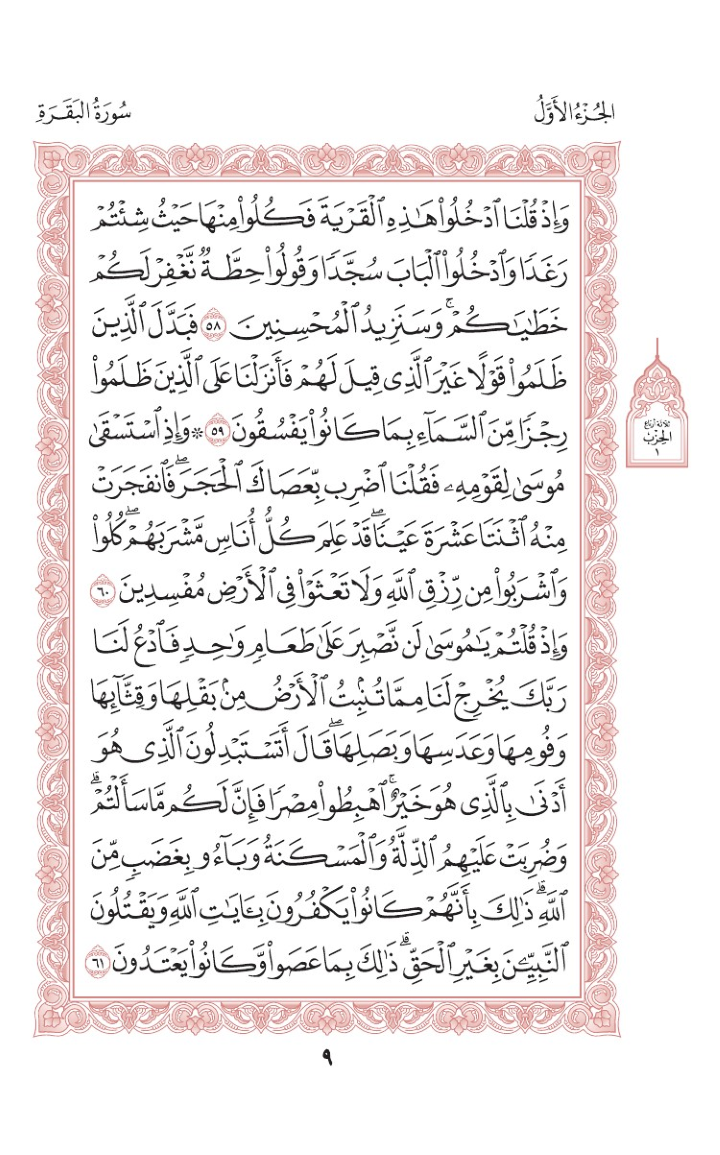 الجُزْءُ الأَوَّلُ
سُورَةُ البَقَرَةِ
وَإِذْ قُلْنَا ٱدْخُلُوا۟ هَـٰذِهِ ٱلْقَرْيَةَ فَكُلُوا۟ مِنْهَا حَيْثُ شِئْتُمْ
رَغَدًا وَٱدْخُلُوا۟ ٱلْبَابَ سُجَّدًا وَقُولُوا۟ حِطَّةٌ نَّغْفِرْ لَكُمْ
خَطَـٰيَـٰكُمْ ۚ وَسَنَزِيدُ ٱلْمُحْسِنِينَ ٥٨ فَبَدَّلَ ٱلَّذِينَ
ظَلَمُوا۟ قَوْلًا غَيْرَ ٱلَّذِى قِيلَ لَهُمْ فَأَنزَلْنَا عَلَى ٱلَّذِينَ ظَلَمُوا۟
رِجْزًا مِّنَ ٱلسَّمَآءِ بِمَا كَانُوا۟ يَفْسُقُونَ ٥٩ * وَإِذِ ٱسْتَسْقَىٰ
مُوسَىٰ لِقَوْمِهِۦ فَقُلْنَا ٱضْرِب بِّعَصَاكَ ٱلْحَجَرَ ۖ فَٱنفَجَرَتْ
مِنْهُ ٱثْنَتَا عَشْرَةَ عَيْنًا ۖ قَدْ عَلِمَ كُلُّ أُنَاسٍ مَّشْرَبَهُمْ ۖ كُلُوا۟
وَٱشْرَبُوا۟ مِن رِّزْقِ ٱللَّهِ وَلَا تَعْثَوْا۟ فِى ٱلْأَرْضِ مُفْسِدِينَ ٦٠
وَإِذْ قُلْتُمْ يَـٰمُوسَىٰ لَن نَّصْبِرَ عَلَىٰ طَعَامٍ وَٰحِدٍ فَٱدْعُ لَنَا
رَبَّكَ يُخْرِجْ لَنَا مِمَّا تُنۢبِتُ ٱلْأَرْضُ مِنۢ بَقْلِهَا وَقِثَّآئِهَا
وَفُومِهَا وَعَدَسِهَا وَبَصَلِهَا ۖ قَالَ أَتَسْتَبْدِلُونَ ٱلَّذِى هُوَ
أَدْنَىٰ بِٱلَّذِى هُوَ خَيْرٌ ۚ ٱهْبِطُوا۟ مِصْرًا فَإِنَّ لَكُم مَّا سَأَلْتُمْ ۗ
وَضُرِبَتْ عَلَيْهِمُ ٱلذِّلَّةُ وَٱلْمَسْكَنَةُ وَبَآءُو بِغَضَبٍ مِّنَ
ٱللَّهِ ۗ ذَٰلِكَ بِأَنَّهُمْ كَانُوا۟ يَكْفُرُونَ بِـَٔايَـٰتِ ٱللَّهِ وَيَقْتُلُونَ
ٱلنَّبِيِّـۧنَ بِغَيْرِ ٱلْحَقِّ ۗ ذَٰلِكَ بِمَا عَصَوا۟ وَّكَانُوا۟ يَعْتَدُونَ ٦١
ثلاثة أرباع
الحِزْب
١
٩